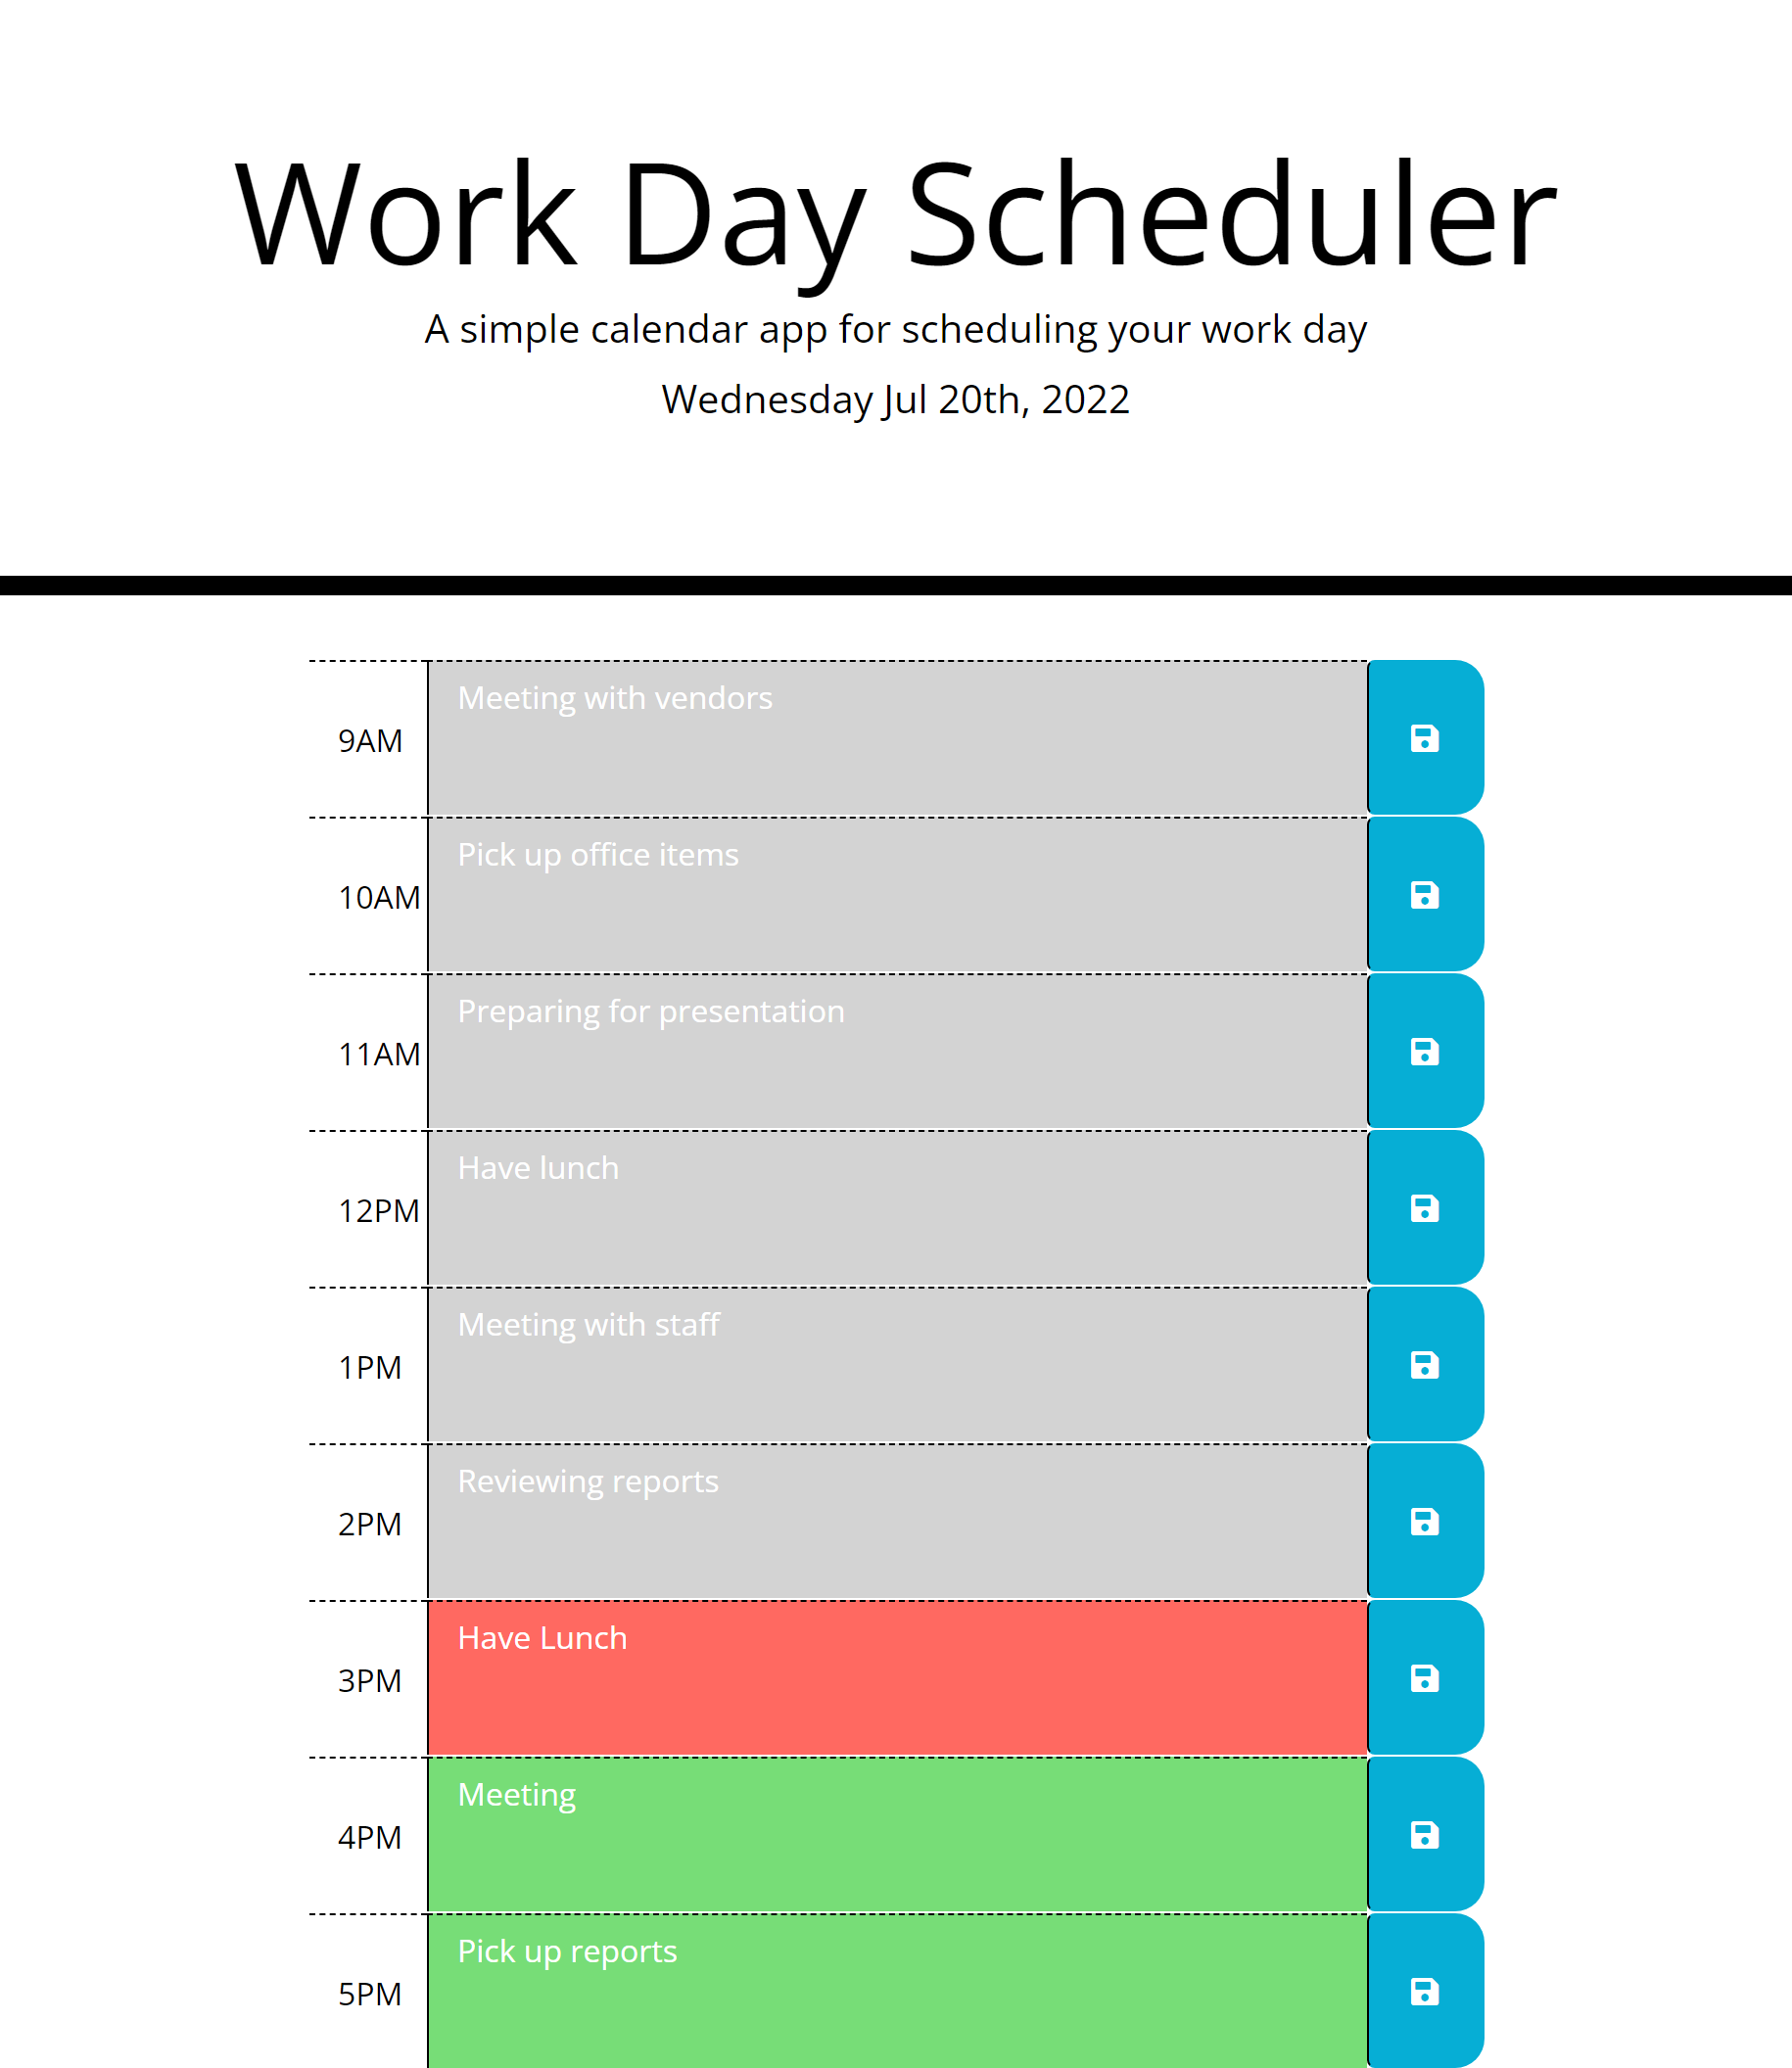 Work Day Scheduler
A simple calendar app for scheduling your work day
Wednesday Jul 20th, 2022
9AM
Meeting with vendors
10AM
Pick up office items
11AM
Preparing for presentation
12PM
Have lunch
1PM
Meeting with staff
2PM
Reviewing reports
3PM
Have Lunch
4PM
Meeting
5PM
Pick up reports